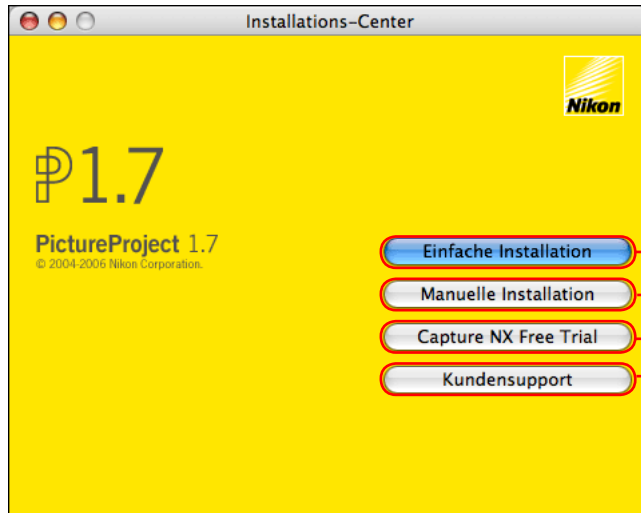 Installations-Center
Nikon
P1.7
PictureProject 1.7
© 2004-2006 Nikon Corporation.
Einfache Installation
Manuelle Installation
Capture NX Free Trial
Kundensupport